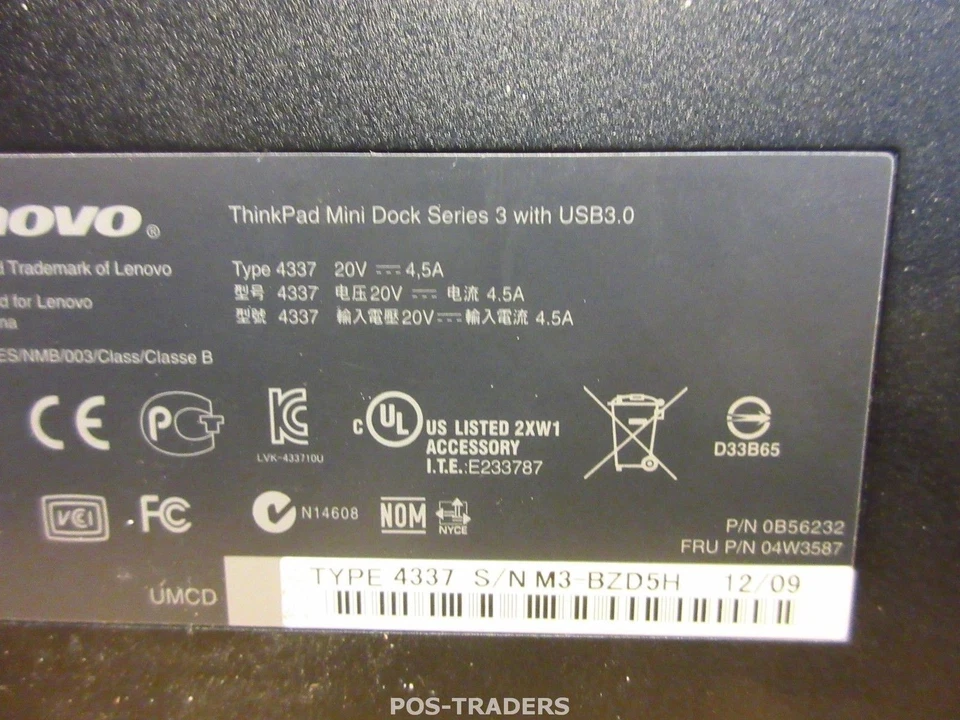 novo®
ThinkPad Mini Dock Series 3 with USB3.0
d Trademark of Lenovo
Type 4337 20V ⎓ 4,5A
d for Lenovo
型号 4337 电压20V ⎓ 电流 4.5A
na
型號 4337 輸入電壓20V ⎓ 輸入電流 4.5A
ES/NMB/003/Class/Classe B
CE
PCT
KC
LVK-433710U
c UL US LISTED 2XW1
ACCESSORY
I.T.E.:E233787
D33B65
VCI
FC
N14608
NOM
NYCE
P/N 0B56232
FRU P/N 04W3587
UMCD
TYPE 4337 S/N M3-BZD5H 12/09
POS-TRADERS